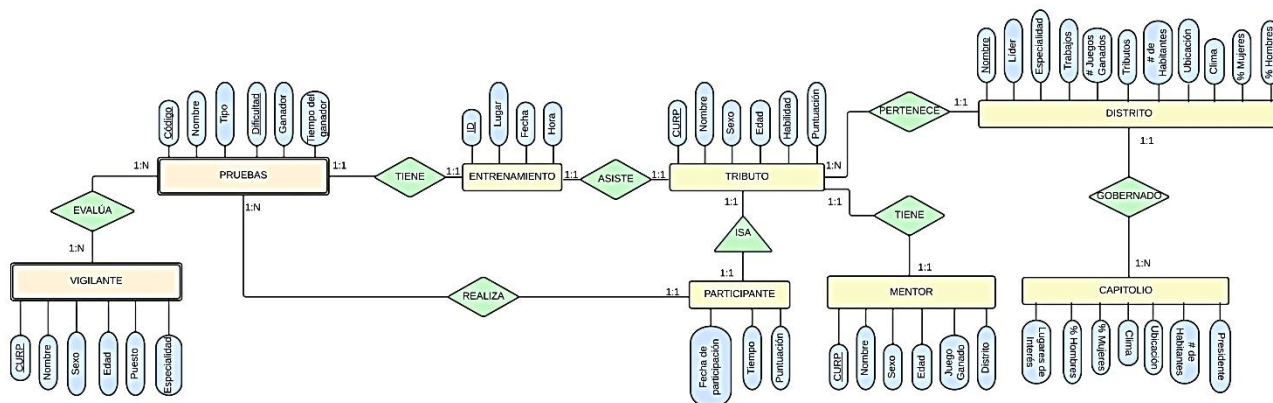 Código
Nombre
Tipo
Dificultad
Ganador
Tiempo del
ganador
1:N
1:1
PRUEBAS
1:N
TIENE
1:1
ID
Lugar
Fecha
Hora
ENTRENAMIENTO
1:1
ASISTE
1:1
CURP
Nombre
Sexo
Edad
Habilidad
Puntuación
TRIBUTO
1:N
1:1
1:1
PERTENECE
1:1
Nombre
Líder
Especialidad
Trabajos
# Juegos
Ganados
Tributos
# de
Habitantes
Ubicación
Clima
% Mujeres
% Hombres
DISTRITO
1:1
EVALÚA
1:N
VIGILANTE
CURP
Nombre
Sexo
Edad
Puesto
Especialidad
REALIZA
1:1
ISA
1:1
PARTICIPANTE
Fecha de
participación
Tiempo
Puntuación
TIENE
1:1
MENTOR
CURP
Nombre
Sexo
Edad
Juego
Ganado
Distrito
GOBERNADO
1:N
CAPITOLIO
Lugares de
Interés
% Hombres
% Mujeres
Clima
Ubicación
# de
Habitantes
Presidente